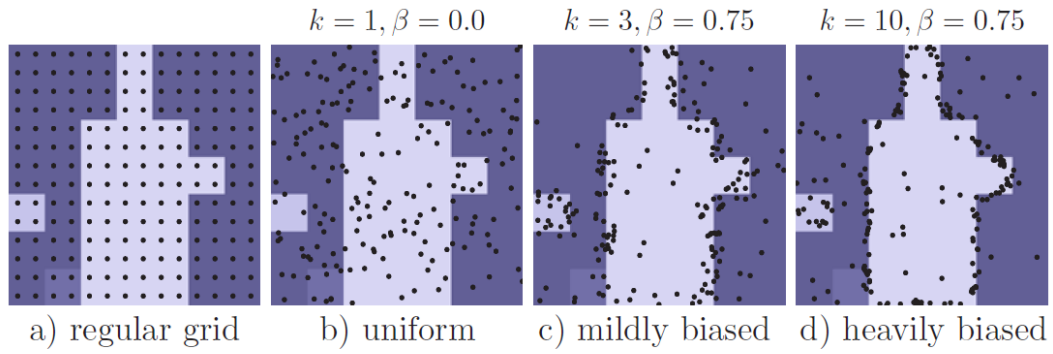 k = 1, β = 0.0
k = 3, β = 0.75
k = 10, β = 0.75
a) regular grid
b) uniform
c) mildly biased
d) heavily biased